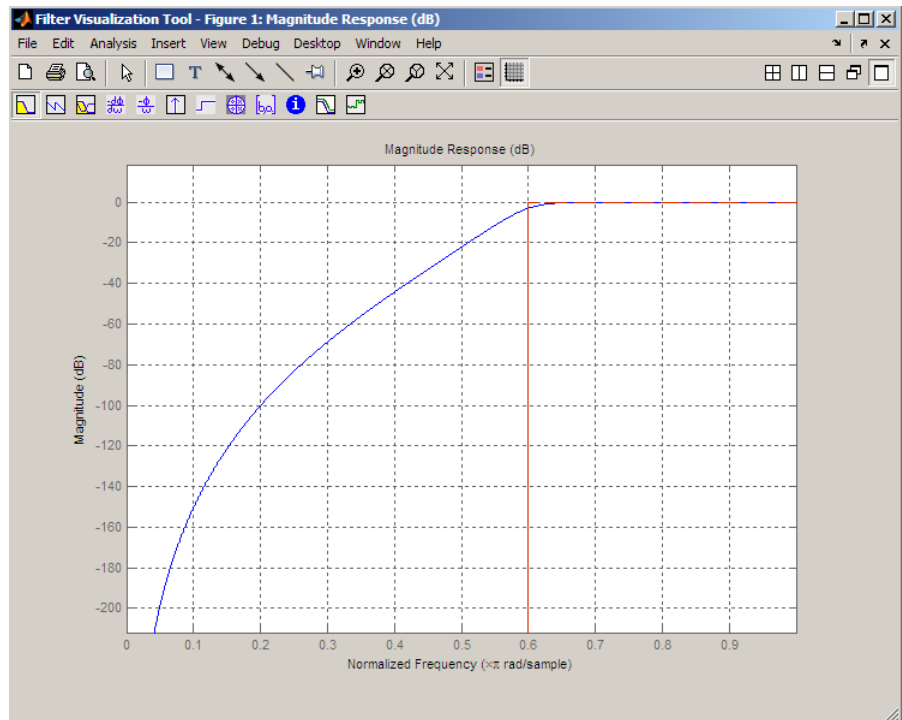 Filter Visualization Tool - Figure 1: Magnitude Response (dB)
File Edit Analysis Insert View Debug Desktop Window Help
Magnitude Response (dB)
0
-20
-40
-60
-80
-100
-120
-140
-160
-180
-200
Magnitude (dB)
0 0.1 0.2 0.3 0.4 0.5 0.6 0.7 0.8 0.9
Normalized Frequency (×π rad/sample)